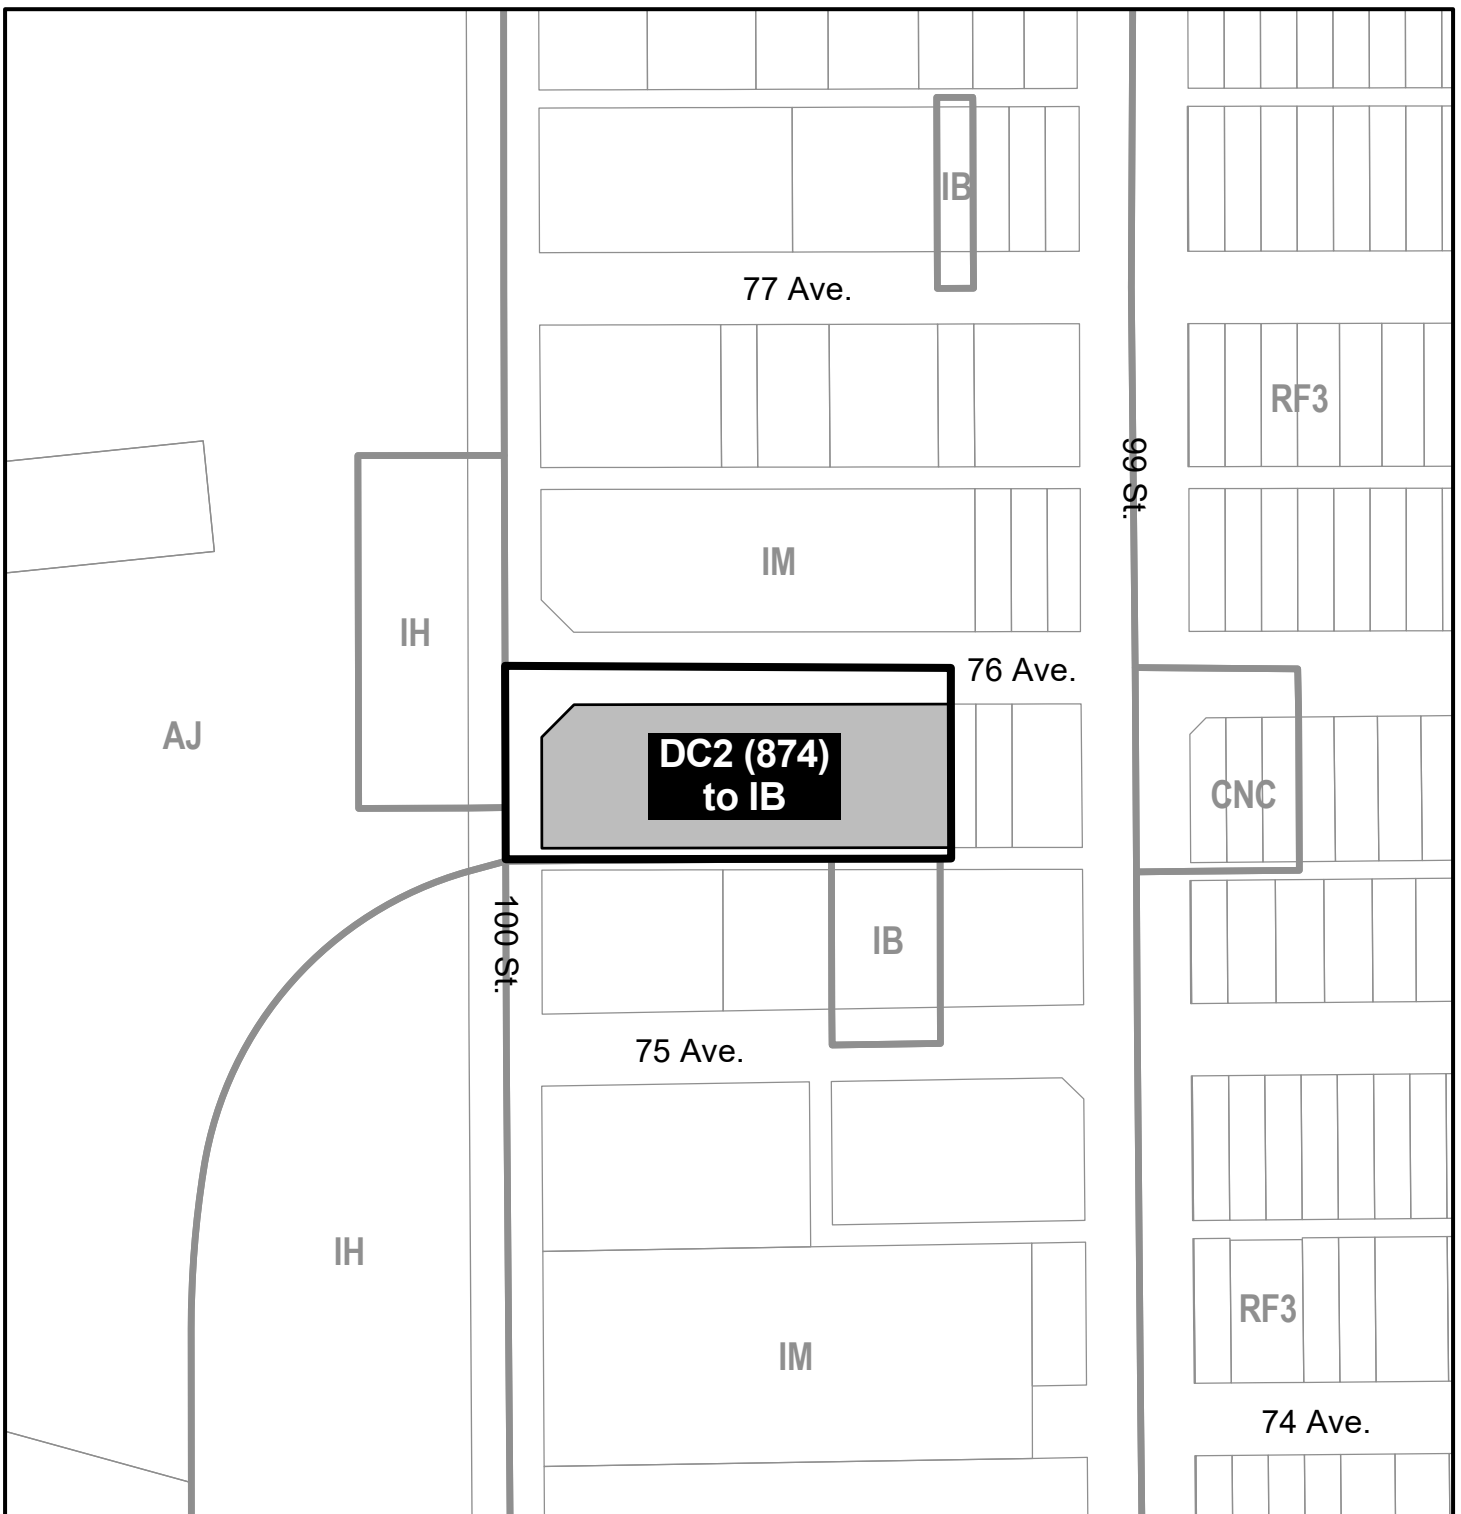 IB
77 Ave.
RF3
99 St.
IM
IH
76 Ave.
AJ
DC2 (874)
to IB
CNC
100 St.
IB
75 Ave.
IH
RF3
IM
74 Ave.